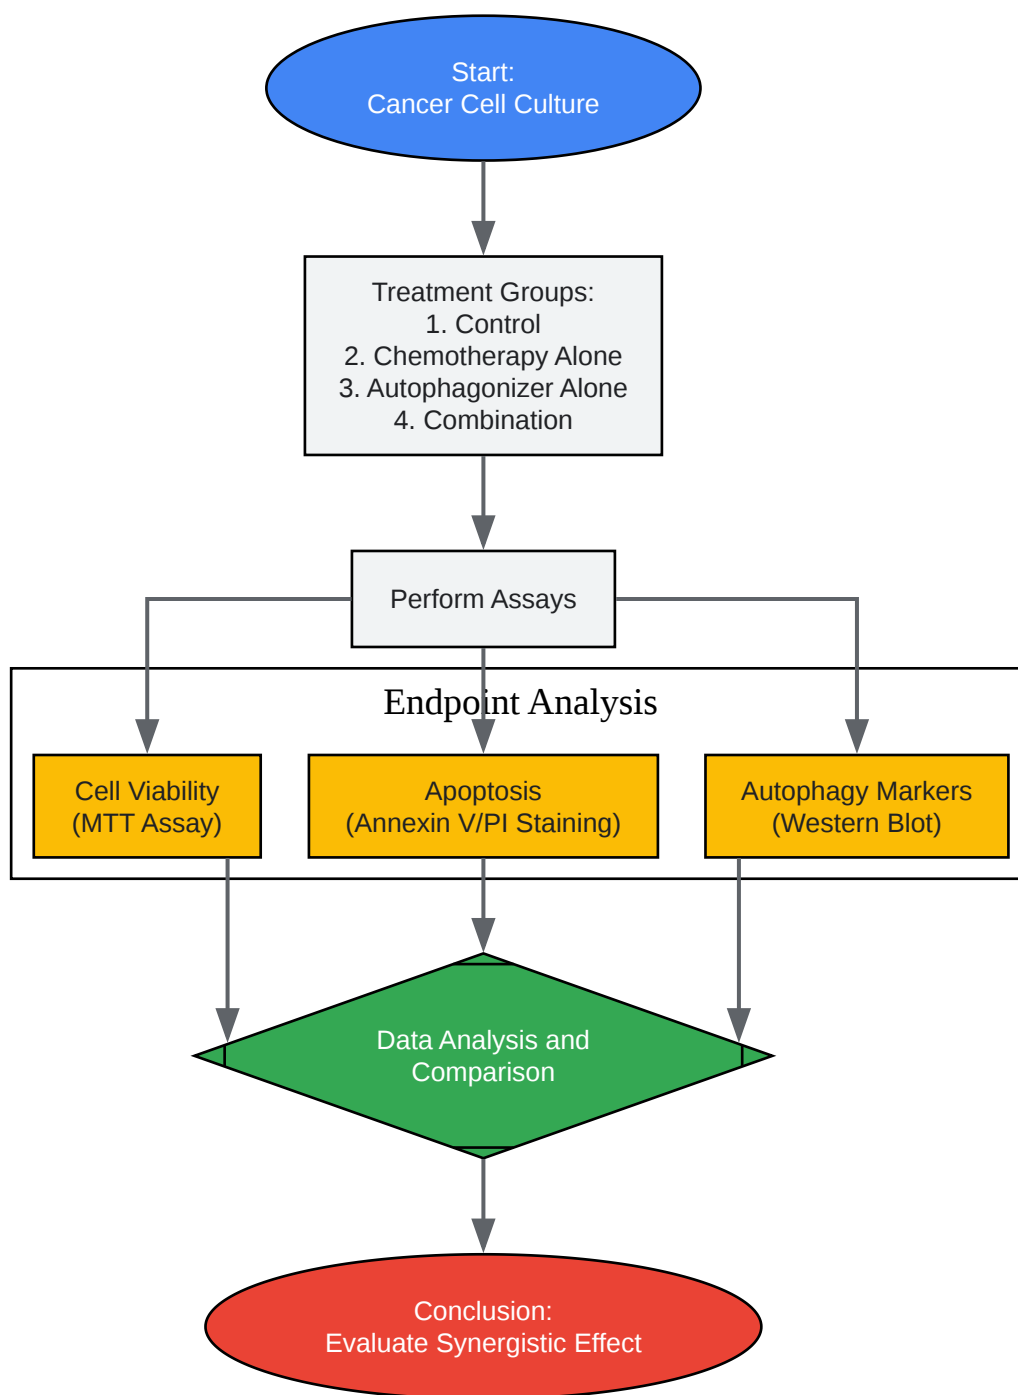 Start:
Cancer Cell Culture
Treatment Groups:
1. Control
2. Chemotherapy Alone
3. Autophagonizer Alone
4. Combination
Perform Assays
Endpoint Analysis
Cell Viability
(MTT Assay)
Apoptosis
(Annexin V/PI Staining)
Autophagy Markers
(Western Blot)
Data Analysis and
Comparison
Conclusion:
Evaluate Synergistic Effect